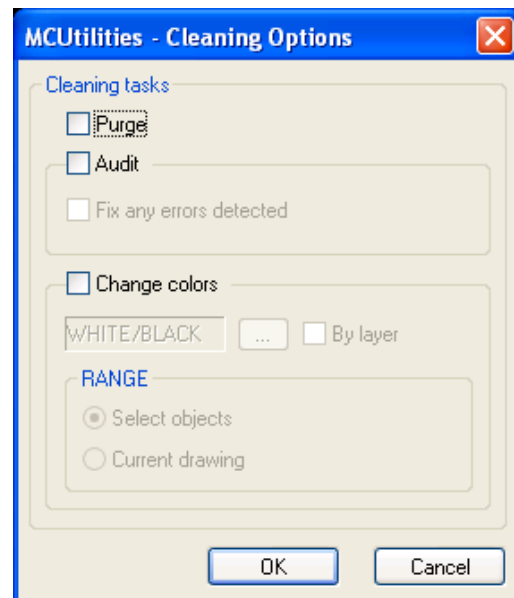 MCUtilities - Cleaning Options
Cleaning tasks
Purge
Audit
Fix any errors detected
Change colors
WHITE/BLACK ... By layer
RANGE
Select objects
Current drawing
OK Cancel